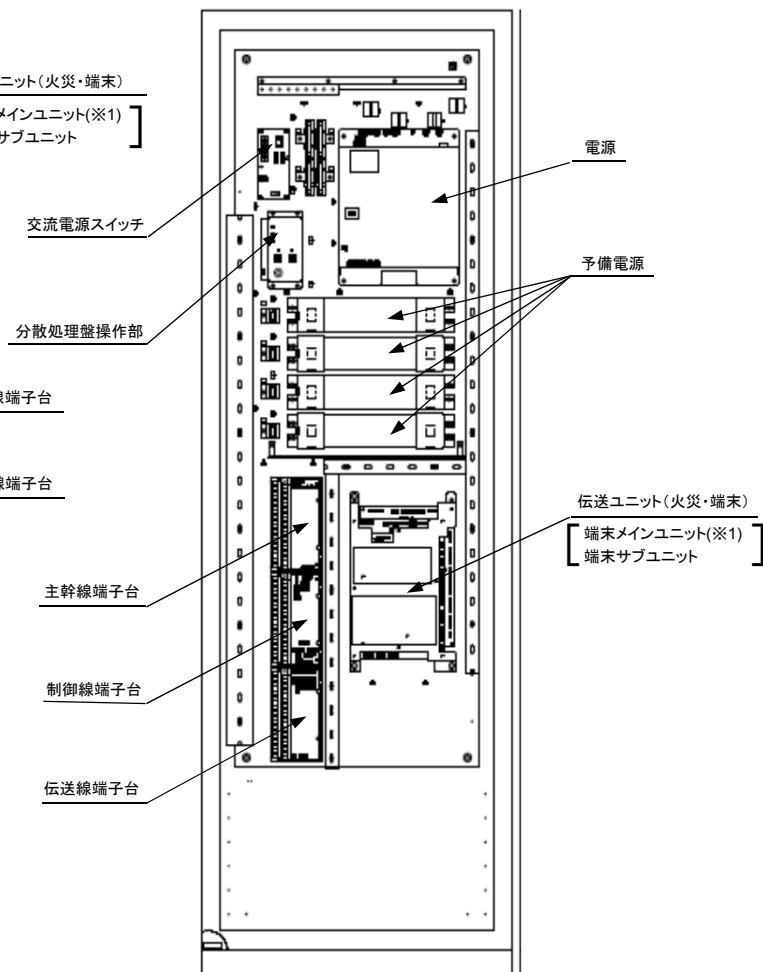 ニット（火災・端末）
メインユニット(※1)
サブユニット
交流電源スイッチ
分散処理盤操作部
線端子台
線端子台
主幹線端子台
制御線端子台
伝送線端子台
電源
予備電源
伝送ユニット（火災・端末）
端末メインユニット(※1)
端末サブユニット